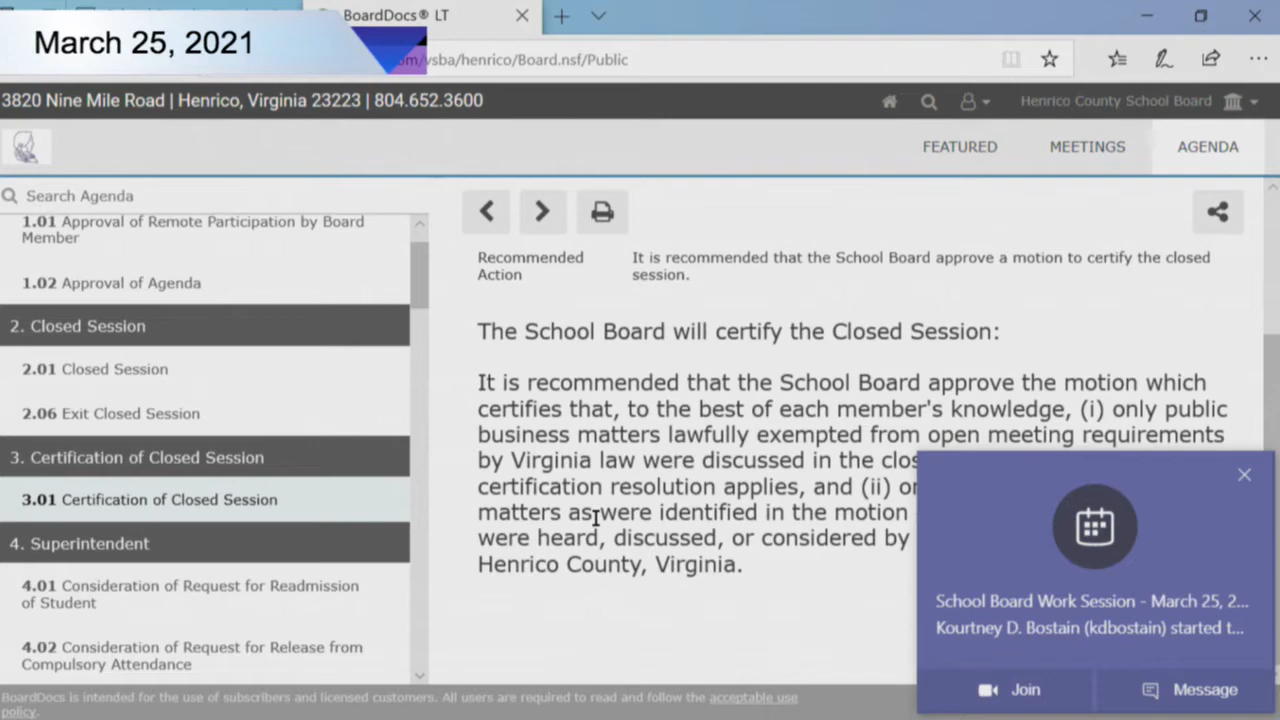 BoardDocs® LT
March 25, 2021
om/vsba/henrico/Board.nsf/Public
3820 Nine Mile Road | Henrico, Virginia 23223 | 804.652.3600
Henrico County School Board
FEATURED
MEETINGS
AGENDA
Search Agenda
1.01 Approval of Remote Participation by Board
Member
1.02 Approval of Agenda
2. Closed Session
2.01 Closed Session
2.06 Exit Closed Session
3. Certification of Closed Session
3.01 Certification of Closed Session
4. Superintendent
4.01 Consideration of Request for Readmission
of Student
4.02 Consideration of Request for Release from
Compulsory Attendance
Recommended
Action
It is recommended that the School Board approve a motion to certify the closed
session.
The School Board will certify the Closed Session:
It is recommended that the School Board approve the motion which
certifies that, to the best of each member's knowledge, (i) only public
business matters lawfully exempted from open meeting requirements
by Virginia law were discussed in the clos
certification resolution applies, and (ii) or
matters as were identified in the motion
were heard, discussed, or considered by
Henrico County, Virginia.
School Board Work Session - March 25, 2...
Kourtney D. Bostain (kdbostain) started t...
Join
Message
BoardDocs is intended for the use of subscribers and licensed customers. All users are required to read and follow the acceptable use
policy.